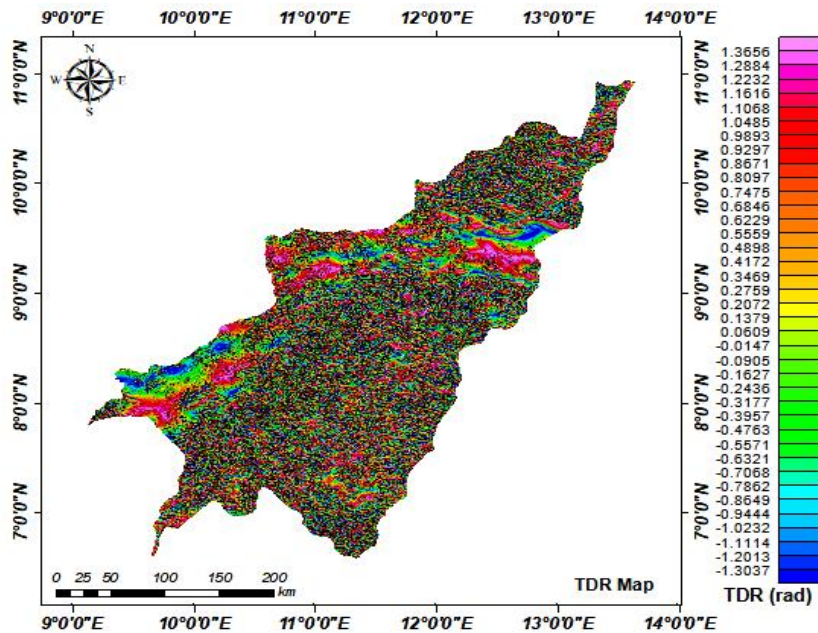 9°0'0"E 10°0'0"E 11°0'0"E 12°0'0"E 13°0'0"E 14°0'0"E
N
W E
S
11°0'0"N
10°0'0"N
9°0'0"N
8°0'0"N
7°0'0"N
11°0'0"N
10°0'0"N
9°0'0"N
8°0'0"N
7°0'0"N
1.3656
1.2884
1.2232
1.1616
1.1068
1.0485
0.9893
0.9297
0.8671
0.8097
0.7475
0.6846
0.6229
0.5559
0.4898
0.4172
0.3469
0.2759
0.2072
0.1379
0.0609
-0.0147
-0.0905
-0.1627
-0.2436
-0.3177
-0.3957
-0.4763
-0.5571
-0.6321
-0.7068
-0.7862
-0.8649
-0.9444
-1.0232
-1.1114
-1.2013
-1.3037
TDR (rad)
0 25 50 100 150 200
km
TDR Map
9°0'0"E 10°0'0"E 11°0'0"E 12°0'0"E 13°0'0"E 14°0'0"E